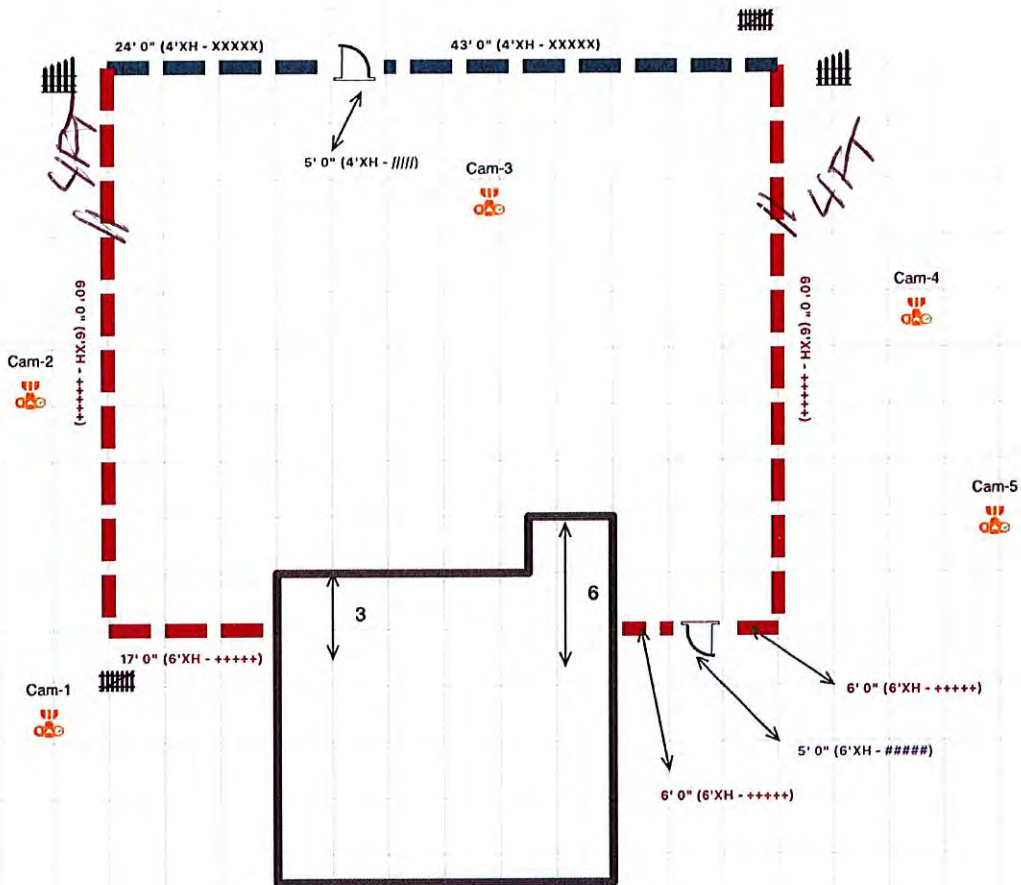 24' 0" (4'XH - XXXXX)
43' 0" (4'XH - XXXXX)
4FT
4FT
5' 0" (4'XH - /////)
Cam-3
Cam-4
60' 0" (6'XH - +++++)
60' 0" (6'XH - +++++)
Cam-2
Cam-5
3
6
17' 0" (6'XH - +++++)
Cam-1
6' 0" (6'XH - +++++)
5' 0" (6'XH - #####)
6' 0" (6'XH - +++++)